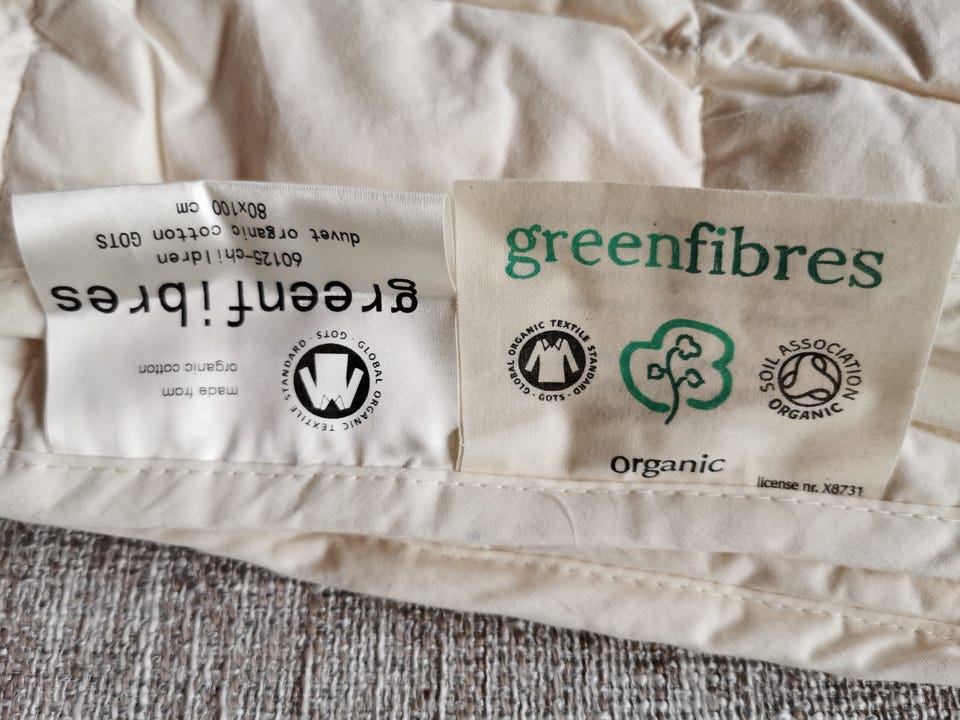 greenfibres
60125-children
duvet organic cotton GOTS
80x100 cm
GLOBAL ORGANIC TEXTILE STANDARD · GOTS ·
made from
organic cotton
greenfibres
GLOBAL ORGANIC TEXTILE STANDARD
· GOTS ·
SOIL ASSOCIATION
ORGANIC
Organic
license nr. X8731